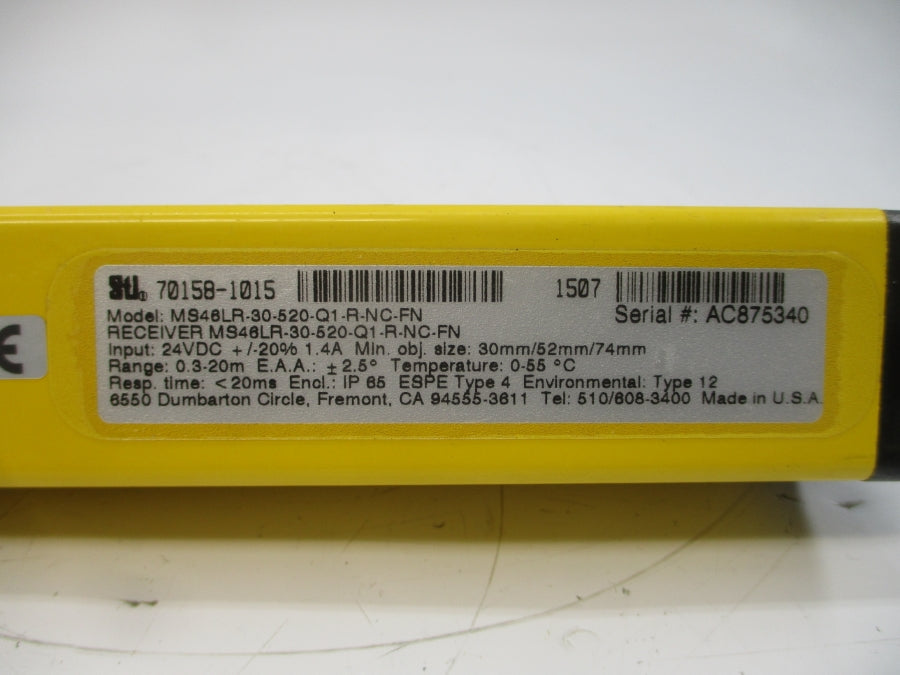 STI® 70158-1015 1507
Serial #: AC875340
Model: MS46LR-30-520-Q1-R-NC-FN
RECEIVER MS46LR-30-520-Q1-R-NC-FN
Input: 24VDC +/-20% 1.4A Min. obj. size: 30mm/52mm/74mm
Range: 0.3-20m E.A.A.: ±2.5° Temperature: 0-55 °C
Resp. time: <20ms Encl.: IP 65 ESPE Type 4 Environmental: Type 12
6550 Dumbarton Circle, Fremont, CA 94555-3611 Tel: 510/608-3400 Made in U.S.A.
CE